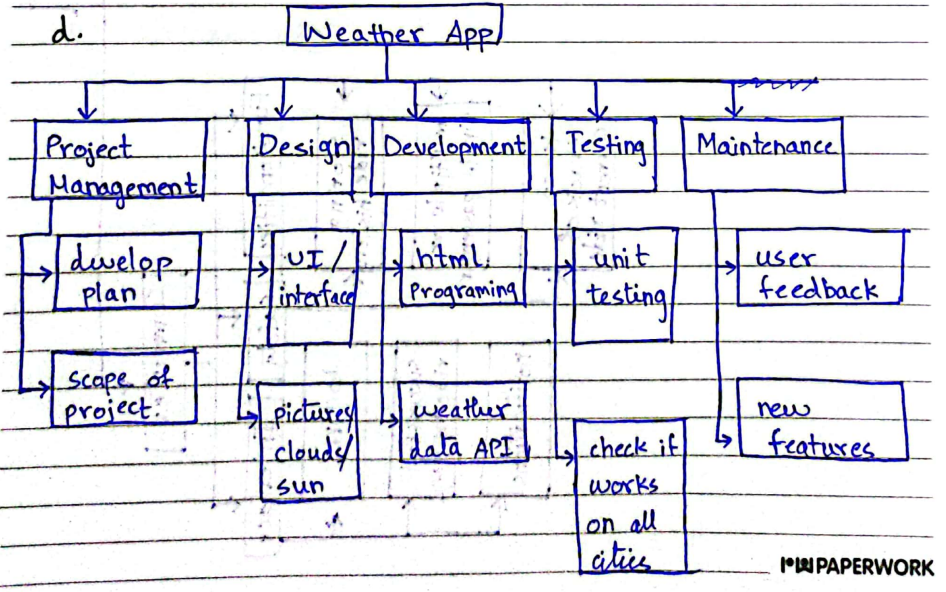 d.
Weather App
Project
Management
Design
Development
Testing
Maintenance
develop
plan
UI /
interface
html
Programing
unit
testing
user
feedback
scope of
project.
pictures/
clouds/
sun
weather
data API
check if
works
on all
cities
new
features
PAPERWORK